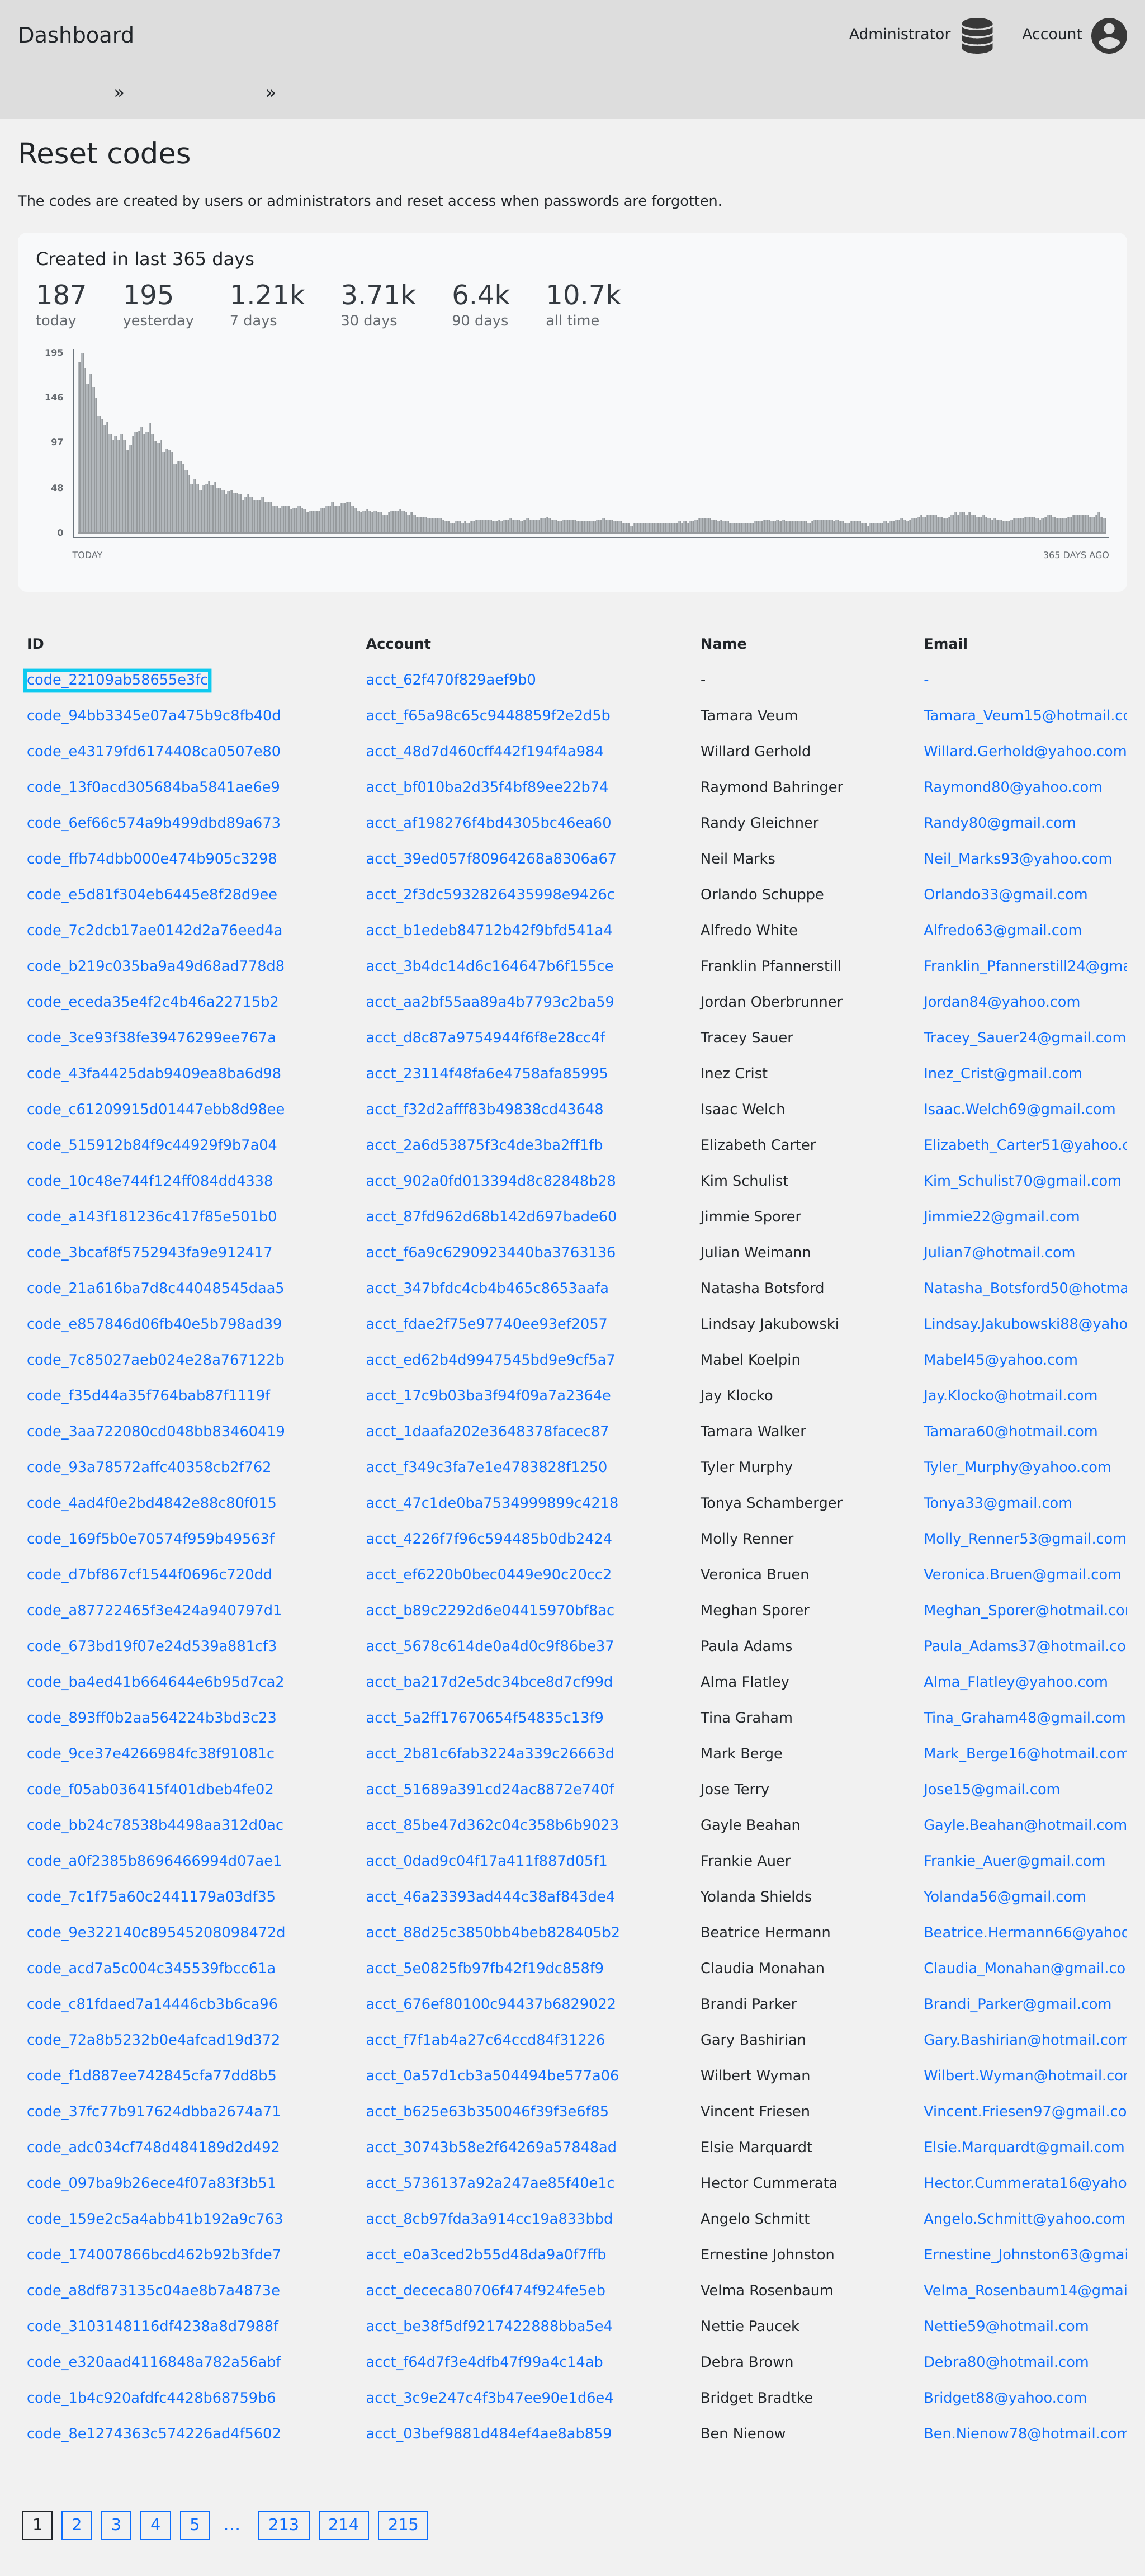 Dashboard
Administrator
Account
» »
Reset codes
The codes are created by users or administrators and reset access when passwords are forgotten.
Created in last 365 days
187 195 1.21k 3.71k 6.4k 10.7k
today yesterday 7 days 30 days 90 days all time
195
146
97
48
0
TODAY 365 DAYS AGO
ID Account Name Email
code_22109ab58655e3fc acct_62f470f829aef9b0 - -
code_94bb3345e07a475b9c8fb40d acct_f65a98c65c9448859f2e2d5b Tamara Veum Tamara_Veum15@hotmail.co
code_e43179fd6174408ca0507e80 acct_48d7d460cff442f194f4a984 Willard Gerhold Willard.Gerhold@yahoo.com
code_13f0acd305684ba5841ae6e9 acct_bf010ba2d35f4bf89ee22b74 Raymond Bahringer Raymond80@yahoo.com
code_6ef66c574a9b499dbd89a673 acct_af198276f4bd4305bc46ea60 Randy Gleichner Randy80@gmail.com
code_ffb74dbb000e474b905c3298 acct_39ed057f80964268a8306a67 Neil Marks Neil_Marks93@yahoo.com
code_e5d81f304eb6445e8f28d9ee acct_2f3dc5932826435998e9426c Orlando Schuppe Orlando33@gmail.com
code_7c2dcb17ae0142d2a76eed4a acct_b1edeb84712b42f9bfd541a4 Alfredo White Alfredo63@gmail.com
code_b219c035ba9a49d68ad778d8 acct_3b4dc14d6c164647b6f155ce Franklin Pfannerstill Franklin_Pfannerstill24@gma
code_eceda35e4f2c4b46a22715b2 acct_aa2bf55aa89a4b7793c2ba59 Jordan Oberbrunner Jordan84@yahoo.com
code_3ce93f38fe39476299ee767a acct_d8c87a9754944f6f8e28cc4f Tracey Sauer Tracey_Sauer24@gmail.com
code_43fa4425dab9409ea8ba6d98 acct_23114f48fa6e4758afa85995 Inez Crist Inez_Crist@gmail.com
code_c61209915d01447ebb8d98ee acct_f32d2afff83b49838cd43648 Isaac Welch Isaac.Welch69@gmail.com
code_515912b84f9c44929f9b7a04 acct_2a6d53875f3c4de3ba2ff1fb Elizabeth Carter Elizabeth_Carter51@yahoo.c
code_10c48e744f124ff084dd4338 acct_902a0fd013394d8c82848b28 Kim Schulist Kim_Schulist70@gmail.com
code_a143f181236c417f85e501b0 acct_87fd962d68b142d697bade60 Jimmie Sporer Jimmie22@gmail.com
code_3bcaf8f5752943fa9e912417 acct_f6a9c6290923440ba3763136 Julian Weimann Julian7@hotmail.com
code_21a616ba7d8c44048545daa5 acct_347bfdc4cb4b465c8653aafa Natasha Botsford Natasha_Botsford50@hotma
code_e857846d06fb40e5b798ad39 acct_fdae2f75e97740ee93ef2057 Lindsay Jakubowski Lindsay.Jakubowski88@yaho
code_7c85027aeb024e28a767122b acct_ed62b4d9947545bd9e9cf5a7 Mabel Koelpin Mabel45@yahoo.com
code_f35d44a35f764bab87f1119f acct_17c9b03ba3f94f09a7a2364e Jay Klocko Jay.Klocko@hotmail.com
code_3aa722080cd048bb83460419 acct_1daafa202e3648378facec87 Tamara Walker Tamara60@hotmail.com
code_93a78572affc40358cb2f762 acct_f349c3fa7e1e4783828f1250 Tyler Murphy Tyler_Murphy@yahoo.com
code_4ad4f0e2bd4842e88c80f015 acct_47c1de0ba7534999899c4218 Tonya Schamberger Tonya33@gmail.com
code_169f5b0e70574f959b49563f acct_4226f7f96c594485b0db2424 Molly Renner Molly_Renner53@gmail.com
code_d7bf867cf1544f0696c720dd acct_ef6220b0bec0449e90c20cc2 Veronica Bruen Veronica.Bruen@gmail.com
code_a87722465f3e424a940797d1 acct_b89c2292d6e04415970bf8ac Meghan Sporer Meghan_Sporer@hotmail.com
code_673bd19f07e24d539a881cf3 acct_5678c614de0a4d0c9f86be37 Paula Adams Paula_Adams37@hotmail.co
code_ba4ed41b664644e6b95d7ca2 acct_ba217d2e5dc34bce8d7cf99d Alma Flatley Alma_Flatley@yahoo.com
code_893ff0b2aa564224b3bd3c23 acct_5a2ff17670654f54835c13f9 Tina Graham Tina_Graham48@gmail.com
code_9ce37e4266984fc38f91081c acct_2b81c6fab3224a339c26663d Mark Berge Mark_Berge16@hotmail.com
code_f05ab036415f401dbeb4fe02 acct_51689a391cd24ac8872e740f Jose Terry Jose15@gmail.com
code_bb24c78538b4498aa312d0ac acct_85be47d362c04c358b6b9023 Gayle Beahan Gayle.Beahan@hotmail.com
code_a0f2385b8696466994d07ae1 acct_0dad9c04f17a411f887d05f1 Frankie Auer Frankie_Auer@gmail.com
code_7c1f75a60c2441179a03df35 acct_46a23393ad444c38af843de4 Yolanda Shields Yolanda56@gmail.com
code_9e322140c89545208098472d acct_88d25c3850bb4beb828405b2 Beatrice Hermann Beatrice.Hermann66@yahoo
code_acd7a5c004c345539fbcc61a acct_5e0825fb97fb42f19dc858f9 Claudia Monahan Claudia_Monahan@gmail.co
code_c81fdaed7a14446cb3b6ca96 acct_676ef80100c94437b6829022 Brandi Parker Brandi_Parker@gmail.com
code_72a8b5232b0e4afcad19d372 acct_f7f1ab4a27c64ccd84f31226 Gary Bashirian Gary.Bashirian@hotmail.com
code_f1d887ee742845cfa77dd8b5 acct_0a57d1cb3a504494be577a06 Wilbert Wyman Wilbert.Wyman@hotmail.com
code_37fc77b917624dbba2674a71 acct_b625e63b350046f39f3e6f85 Vincent Friesen Vincent.Friesen97@gmail.co
code_adc034cf748d484189d2d492 acct_30743b58e2f64269a57848ad Elsie Marquardt Elsie.Marquardt@gmail.com
code_097ba9b26ece4f07a83f3b51 acct_5736137a92a247ae85f40e1c Hector Cummerata Hector.Cummerata16@yaho
code_159e2c5a4abb41b192a9c763 acct_8cb97fda3a914cc19a833bbd Angelo Schmitt Angelo.Schmitt@yahoo.com
code_174007866bcd462b92b3fde7 acct_e0a3ced2b55d48da9a0f7ffb Ernestine Johnston Ernestine_Johnston63@gmai
code_a8df873135c04ae8b7a4873e acct_dececa80706f474f924fe5eb Velma Rosenbaum Velma_Rosenbaum14@gmai
code_3103148116df4238a8d7988f acct_be38f5df9217422888bba5e4 Nettie Paucek Nettie59@hotmail.com
code_e320aad4116848a782a56abf acct_f64d7f3e4dfb47f99a4c14ab Debra Brown Debra80@hotmail.com
code_1b4c920afdfc4428b68759b6 acct_3c9e247c4f3b47ee90e1d6e4 Bridget Bradtke Bridget88@yahoo.com
code_8e1274363c574226ad4f5602 acct_03bef9881d484ef4ae8ab859 Ben Nienow Ben.Nienow78@hotmail.com
1 2 3 4 5 … 213 214 215